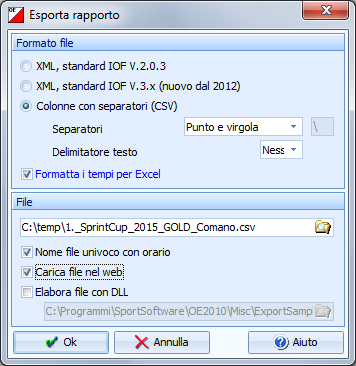 OE Esporta rapporto
Formato file
XML, standard IOF V.2.0.3
XML, standard IOF V.3.x (nuovo dal 2012)
Colonne con separatori (CSV)
Separatori Punto e virgola \
Delimitatore testo Ness
Formatta i tempi per Excel
File
C:\temp\1._SprintCup_2015_GOLD_Comano.csv
Nome file univoco con orario
Carica file nel web
Elabora file con DLL
C:\Programmi\SportSoftware\OE2010\Misc\ExportSamp
Ok Annulla Aiuto